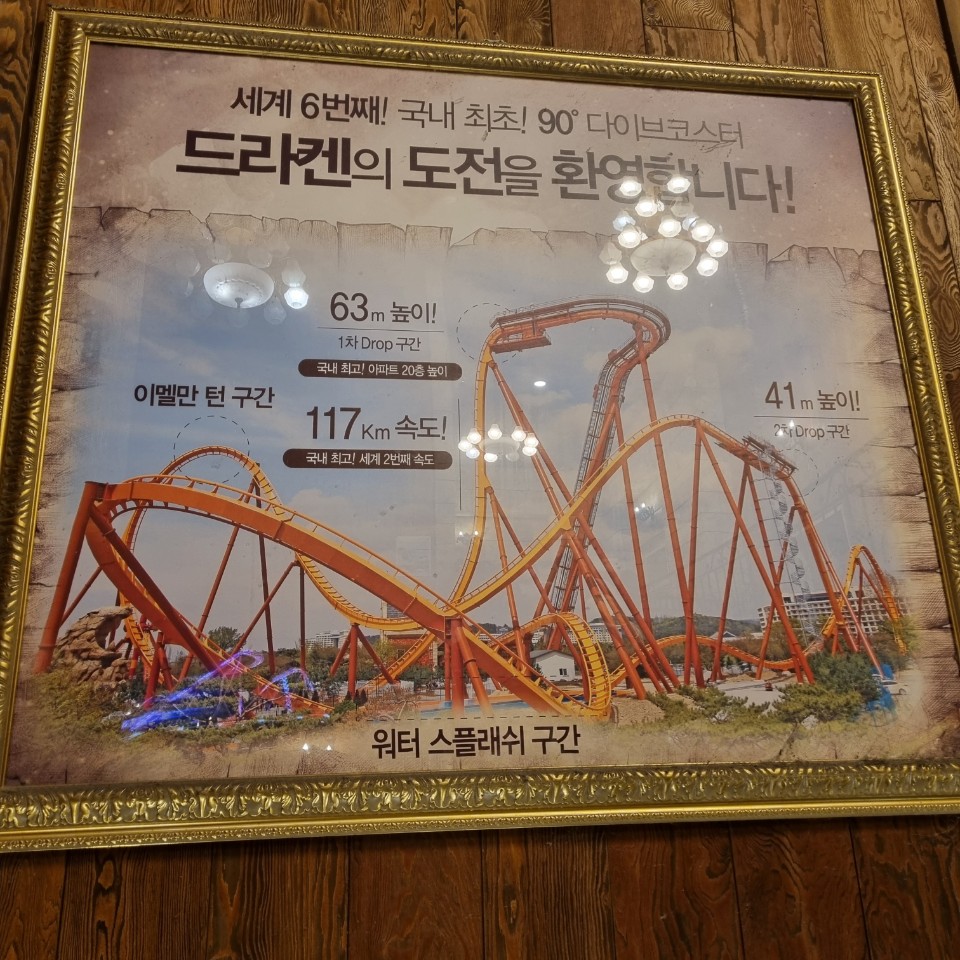 세계 6번째! 국내 최초! 90° 다이브코스터
드라켄의 도전을 환영합니다!
63m 높이!
1차 Drop 구간
국내 최고! 아파트 20층 높이
이멜만 턴 구간
117Km 속도!
국내 최고! 세계 2번째 속도
41m 높이!
2차 Drop 구간
워터 스플래쉬 구간